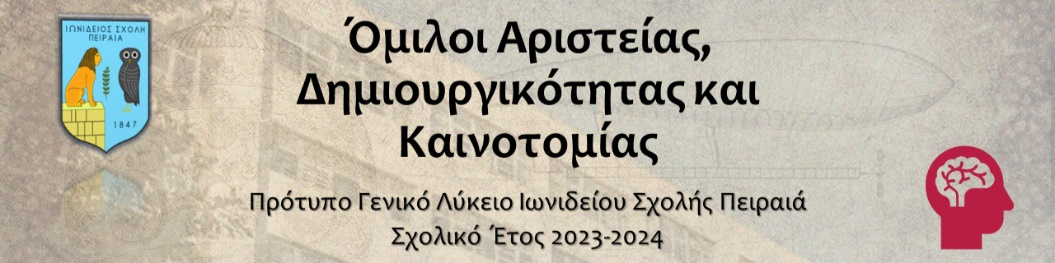 ΙΩΝΙΔΕΙΟΣ ΣΧΟΛΗ
ΠΕΙΡΑΙΑ
1847
Όμιλοι Αριστείας,
Δημιουργικότητας και
Καινοτομίας
Πρότυπο Γενικό Λύκειο Ιωνιδείου Σχολής Πειραιά
Σχολικό Έτος 2023-2024